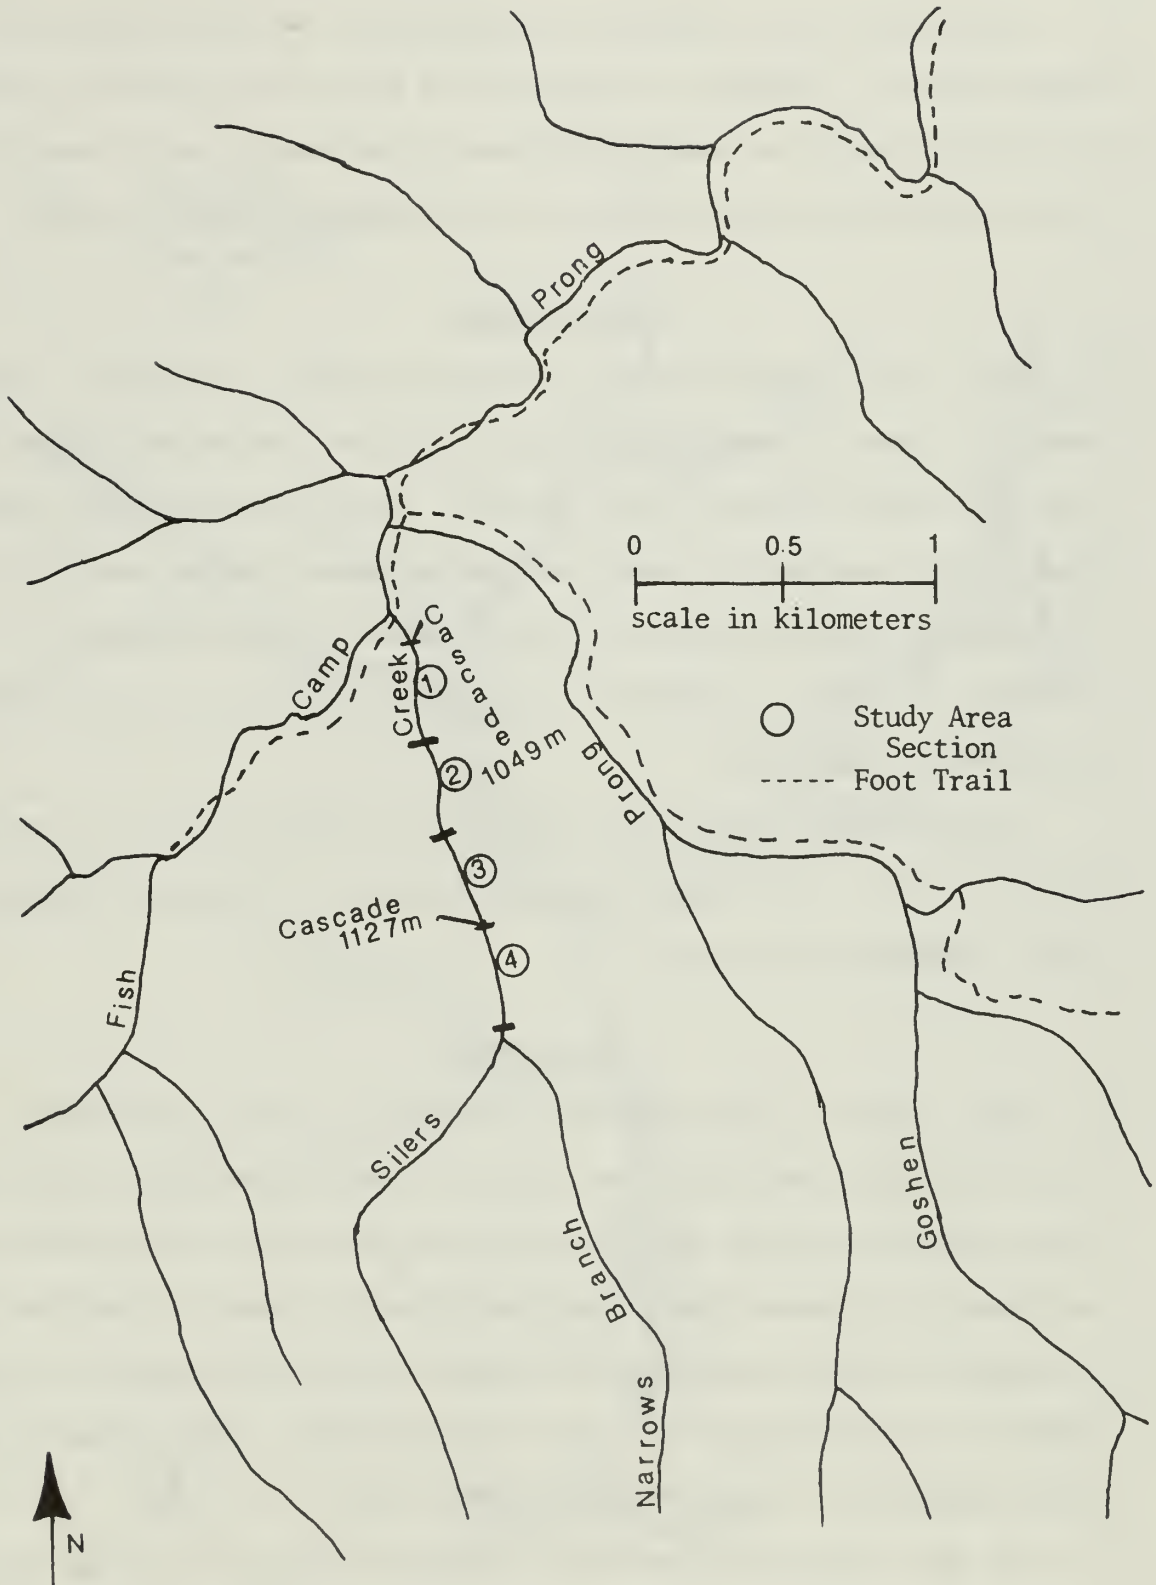 Prong
0 0.5 1
scale in kilometers
Camp
Creek
Cascade
1049m
1
2
3
4
Prong
Study Area
Section
Foot Trail
Cascade
1127m
Fish
Silers
Branch
Narrows
Goshen
N